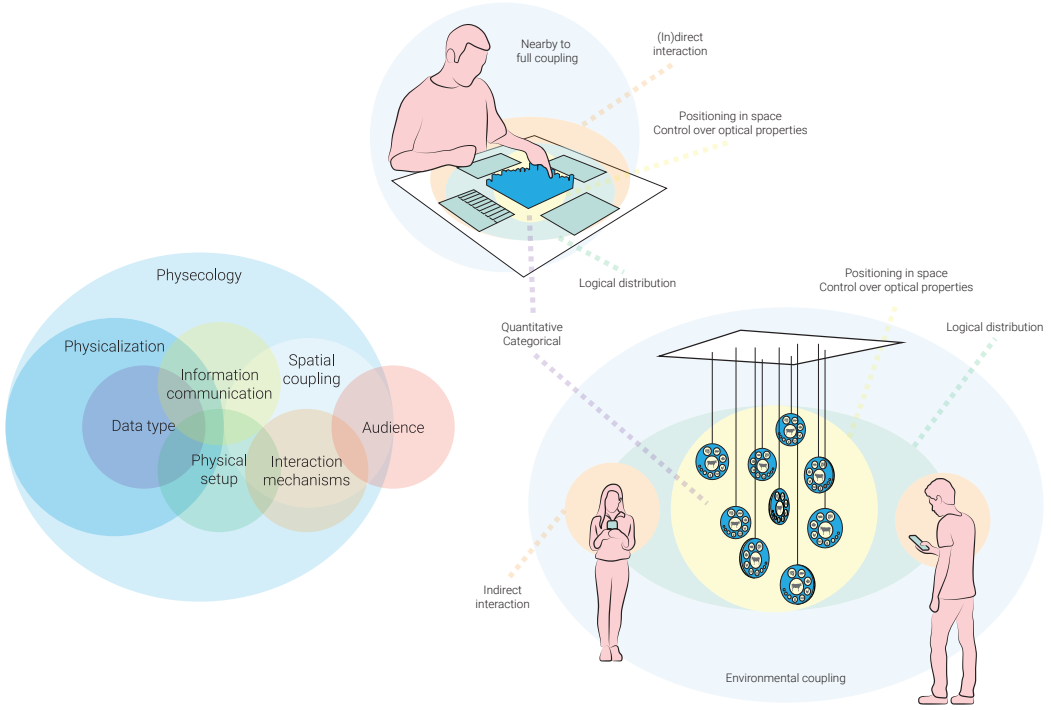 Nearby to
full coupling
(In)direct
interaction
Positioning in space
Control over optical properties
Logical distribution
Quantitative
Categorical
Physecology
Physicalization
Information
communication
Spatial
coupling
Data type
Audience
Physical
setup
Interaction
mechanisms
Positioning in space
Control over optical properties
Logical distribution
Indirect
interaction
Environmental coupling